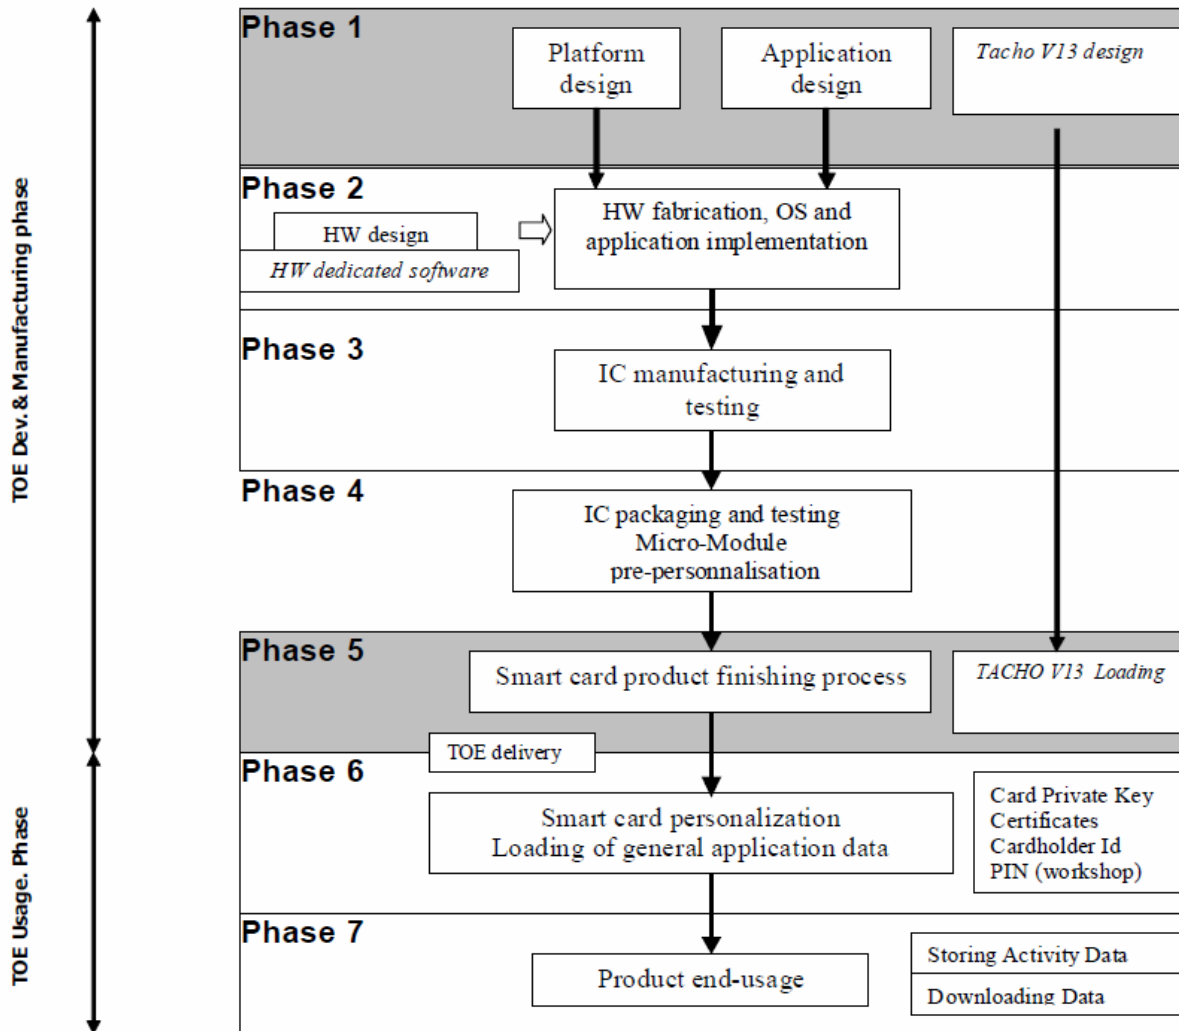 Phase 1
Platform
design
Application
design
Tacho V13 design
Phase 2
HW design
HW dedicated software
HW fabrication, OS and
application implementation
Phase 3
IC manufacturing and
testing
Phase 4
IC packaging and testing
Micro-Module
pre-personnalisation
Phase 5
Smart card product finishing process
TACHO V13 Loading
TOE delivery
Phase 6
Smart card personalization
Loading of general application data
Card Private Key
Certificates
Cardholder Id
PIN (workshop)
Phase 7
Product end-usage
Storing Activity Data
Downloading Data
TOE Dev. & Manufacturing phase
TOE Usage. Phase